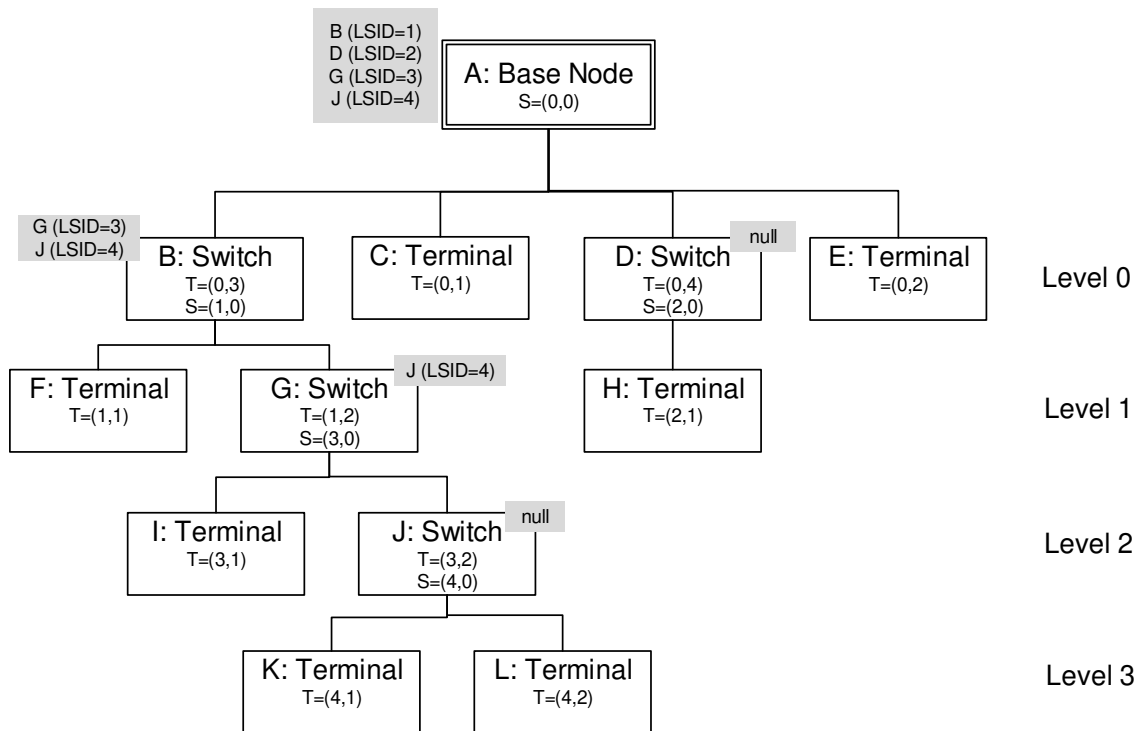 B (LSID=1)
D (LSID=2)
G (LSID=3)
J (LSID=4)
A: Base Node
S=(0,0)
G (LSID=3)
J (LSID=4)
B: Switch
T=(0,3)
S=(1,0)
C: Terminal
T=(0,1)
null
D: Switch
T=(0,4)
S=(2,0)
E: Terminal
T=(0,2)
Level 0
F: Terminal
T=(1,1)
J (LSID=4)
G: Switch
T=(1,2)
S=(3,0)
H: Terminal
T=(2,1)
Level 1
I: Terminal
T=(3,1)
null
J: Switch
T=(3,2)
S=(4,0)
Level 2
K: Terminal
T=(4,1)
L: Terminal
T=(4,2)
Level 3